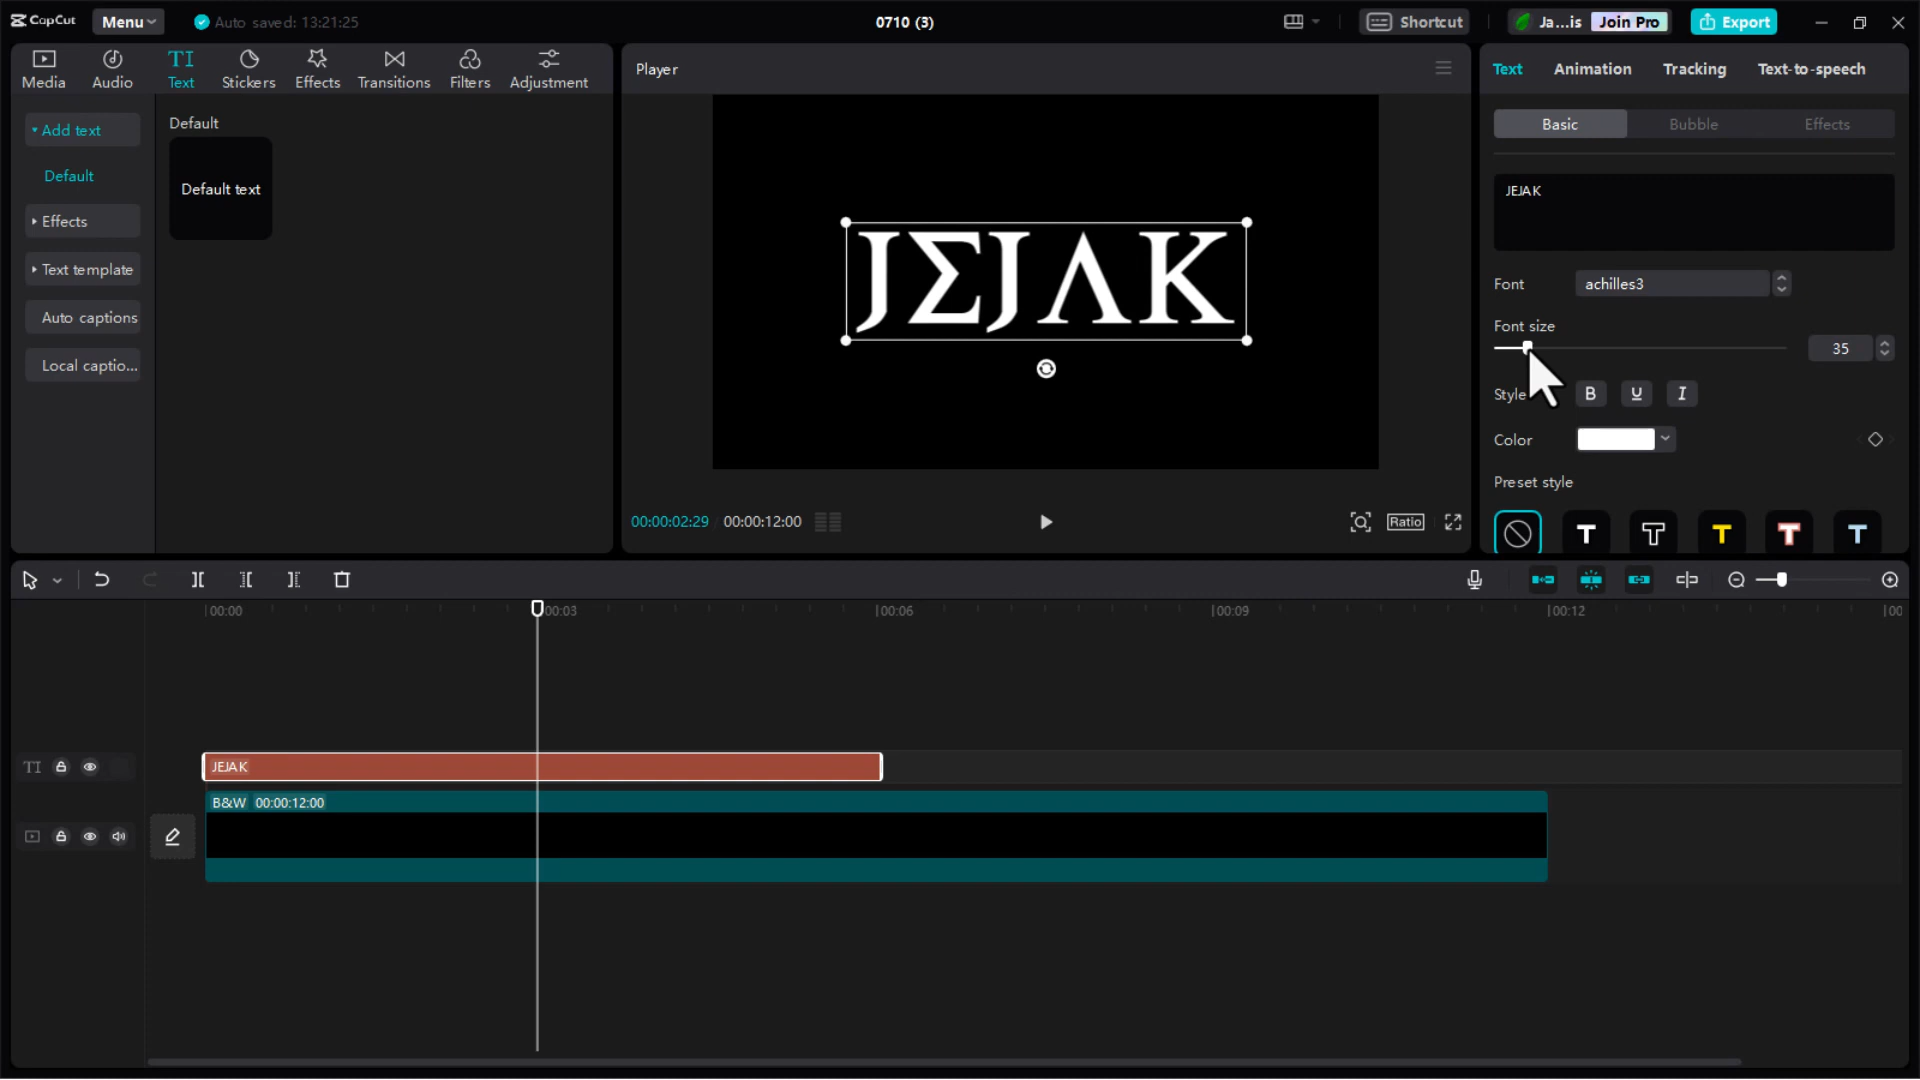 CapCut
Menu
Auto saved: 13:21:25
0710 (3)
Shortcut
Ja...is
Join Pro
Export
Media
Audio
TI
Text
Stickers
Effects
Transitions
Filters
Adjustment
Add text
Default
Effects
Text template
Auto captions
Local captio...
Default
Default text
Player
JΣJΛK
00:00:02:29
00:00:12:00
Ratio
Text
Animation
Tracking
Text-to-speech
Basic
Bubble
Effects
JEJAK
Font
achilles3
Font size
35
Style
B
U
I
Color
Preset style
T
T
T
T
T
00:00
00:03
00:06
00:09
00:12
00
TI
JEJAK
B&W 00:00:12:00